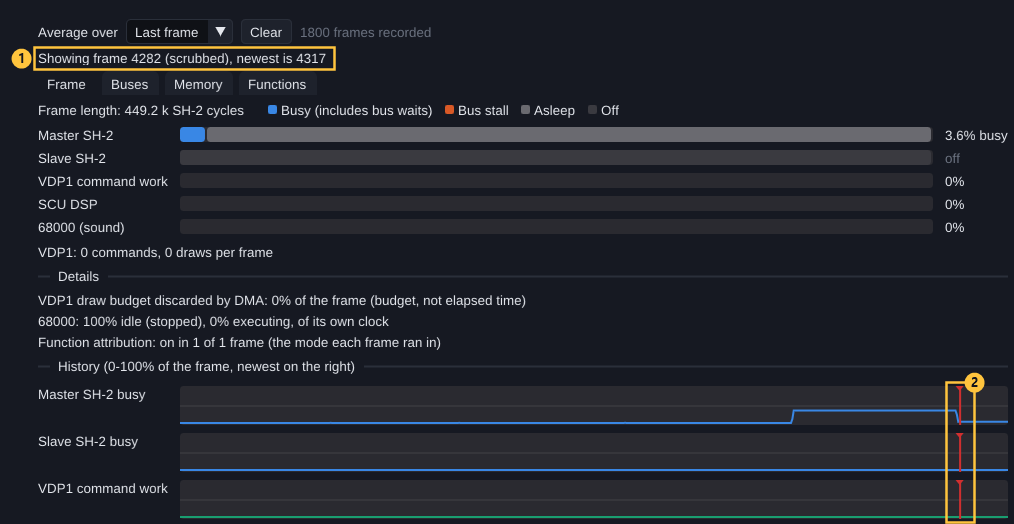 Average over Last frame Clear 1800 frames recorded
1 Showing frame 4282 (scrubbed), newest is 4317
Frame Buses Memory Functions
Frame length: 449.2 k SH-2 cycles Busy (includes bus waits) Bus stall Asleep Off
Master SH-2 3.6% busy
Slave SH-2 off
VDP1 command work 0%
SCU DSP 0%
68000 (sound) 0%
VDP1: 0 commands, 0 draws per frame
Details
VDP1 draw budget discarded by DMA: 0% of the frame (budget, not elapsed time)
68000: 100% idle (stopped), 0% executing, of its own clock
Function attribution: on in 1 of 1 frame (the mode each frame ran in)
History (0-100% of the frame, newest on the right)
2
Master SH-2 busy
Slave SH-2 busy
VDP1 command work